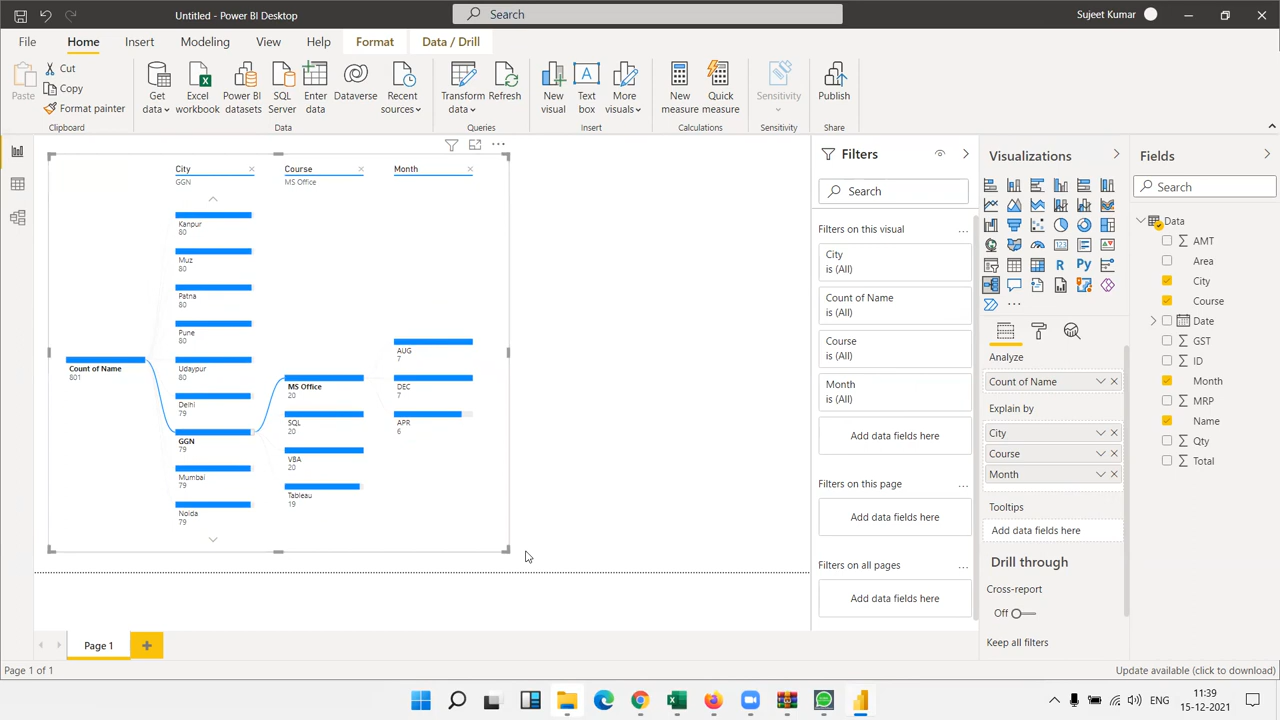 Untitled - Power BI Desktop
Search
Sujeet Kumar
File
Home
Insert
Modeling
View
Help
Format
Data / Drill
Paste
Cut
Copy
Format painter
Clipboard
Get data
Excel workbook
Power BI datasets
SQL Server
Enter data
Dataverse
Recent sources
Data
Transform data
Refresh
Queries
New visual
Text box
More visuals
Insert
New measure
Quick measure
Calculations
Sensitivity
Sensitivity
Publish
Share
City
GGN
Course
MS Office
Month
Kanpur
80
Muz
80
Patna
80
Pune
80
Udaypur
80
Delhi
79
GGN
79
Mumbai
79
Noida
79
Count of Name
801
MS Office
20
SQL
20
VBA
20
Tableau
19
AUG
7
DEC
7
APR
6
Filters
Search
Filters on this visual
City
is (All)
Count of Name
is (All)
Course
is (All)
Month
is (All)
Add data fields here
Filters on this page
Add data fields here
Filters on all pages
Add data fields here
Visualizations
R
Py
123
Analyze
Count of Name
Explain by
City
Course
Month
Tooltips
Add data fields here
Drill through
Cross-report
Off
Keep all filters
Fields
Search
Data
AMT
Area
City
Course
Date
GST
ID
Month
MRP
Name
Qty
Total
Page 1
Page 1 of 1
Update available (click to download)
ENG
11:39
15-12-2021